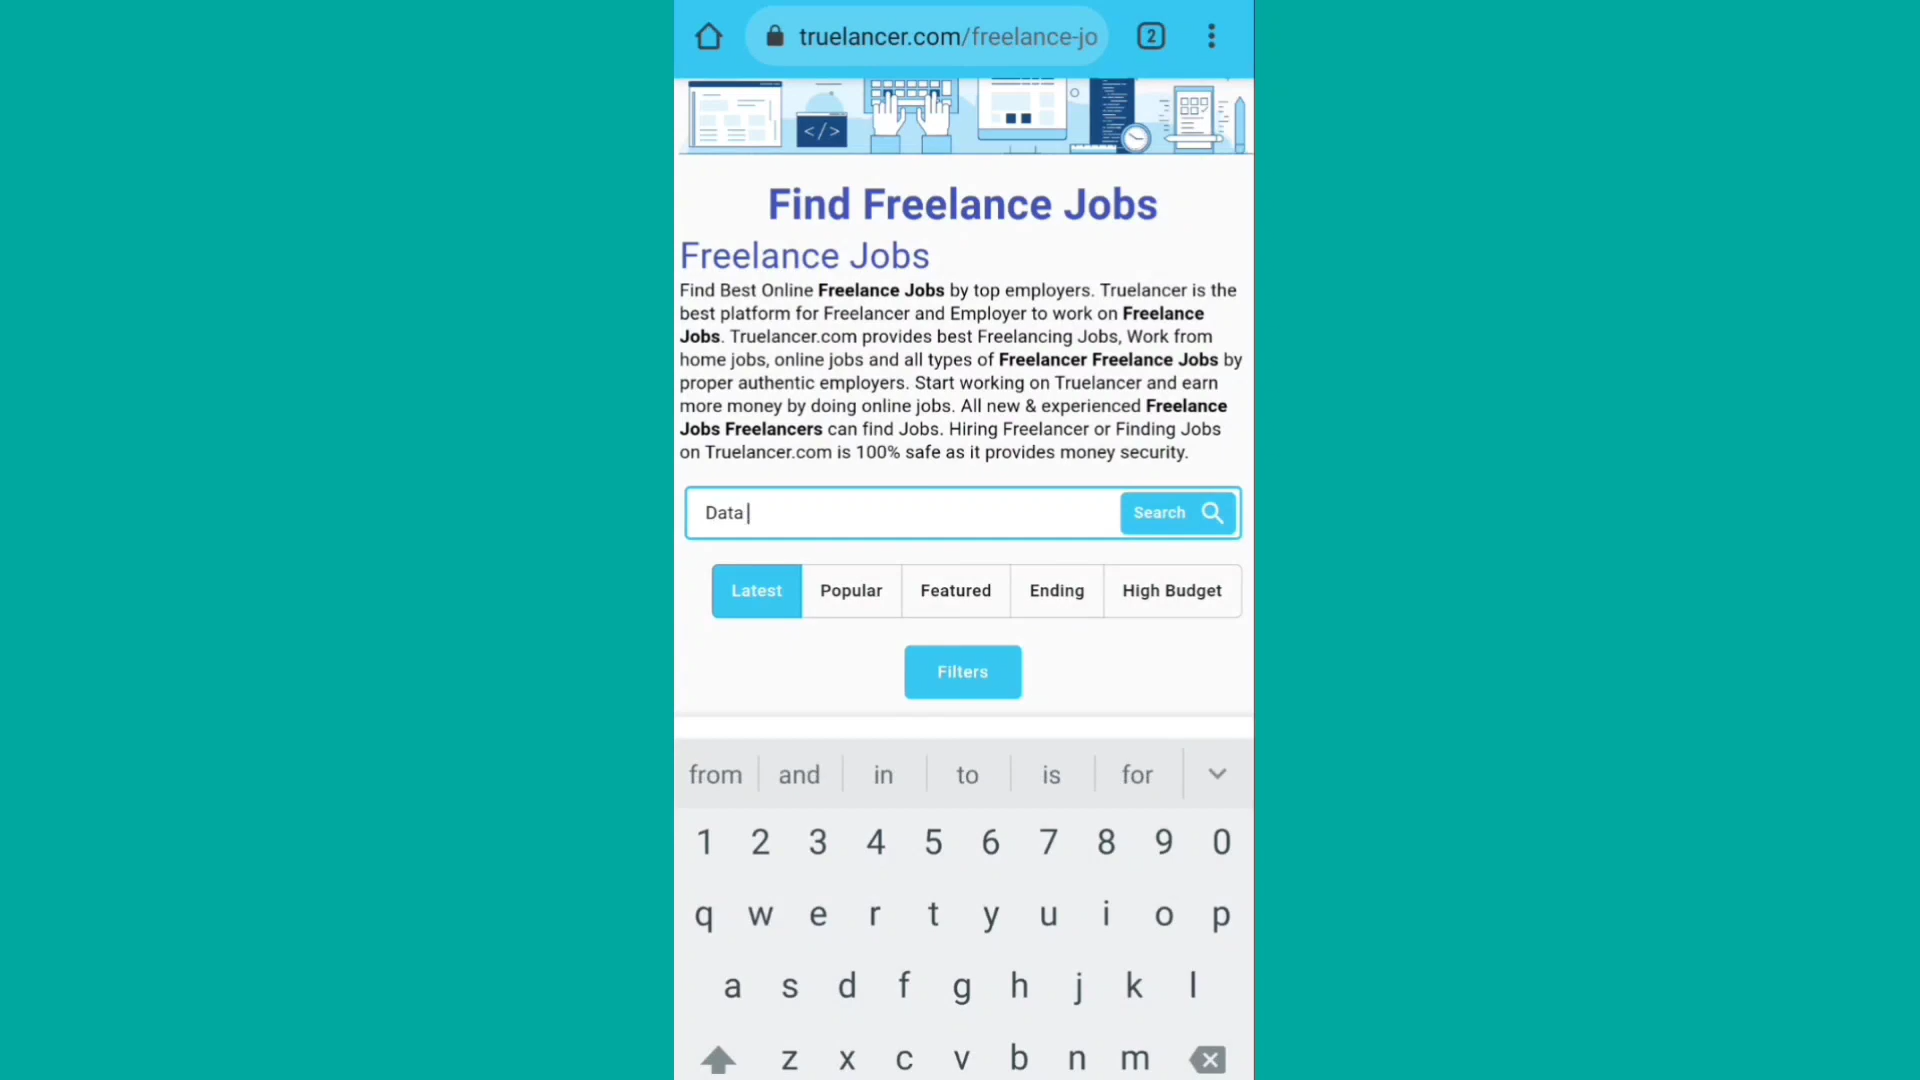 truelancer.com/freelance-jo 2
</>
Find Freelance Jobs
Freelance Jobs
Find Best Online Freelance Jobs by top employers. Truelancer is the
best platform for Freelancer and Employer to work on Freelance
Jobs. Truelancer.com provides best Freelancing Jobs, Work from
home jobs, online jobs and all types of Freelancer Freelance Jobs by
proper authentic employers. Start working on Truelancer and earn
more money by doing online jobs. All new & experienced Freelance
Jobs Freelancers can find Jobs. Hiring Freelancer or Finding Jobs
on Truelancer.com is 100% safe as it provides money security.
Data Search
Latest Popular Featured Ending High Budget
Filters
from and in to is for
1 2 3 4 5 6 7 8 9 0
q w e r t y u i o p
a s d f g h j k l
z x c v b n m